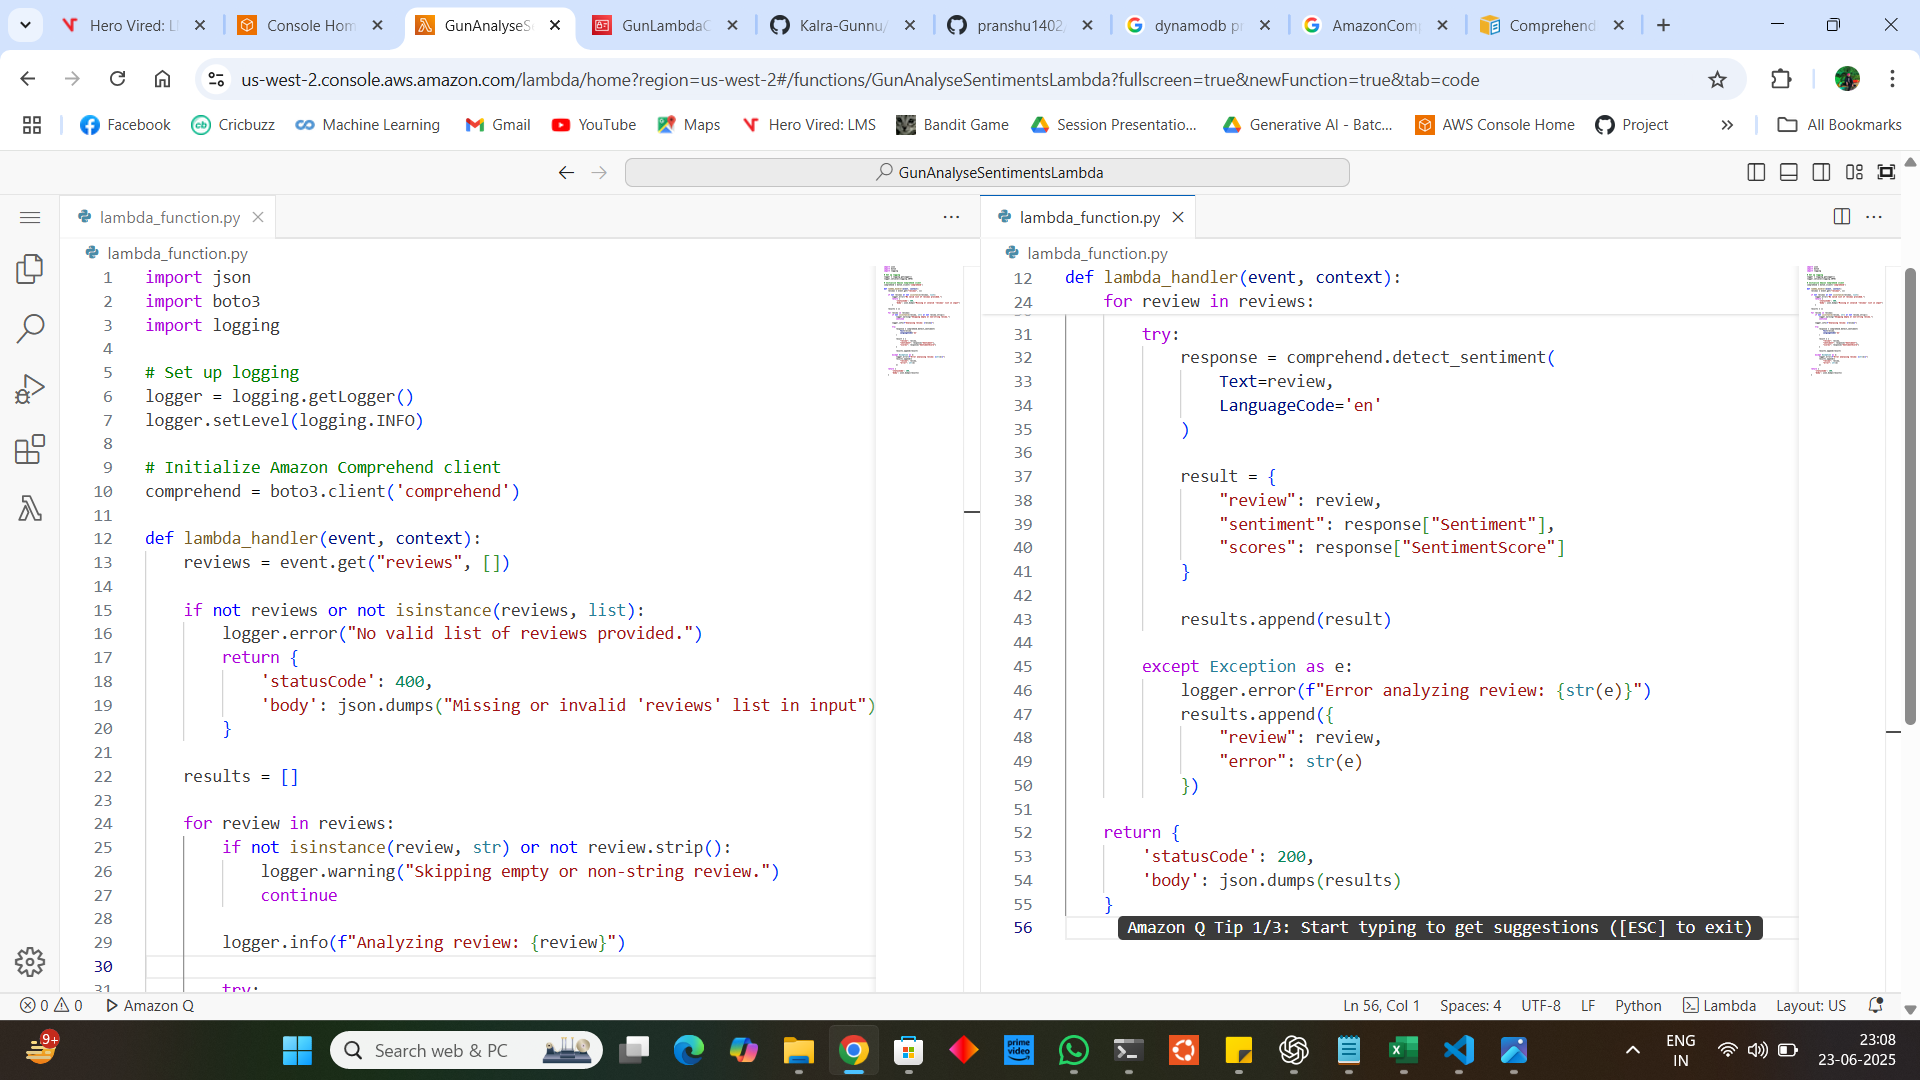 Hero Vired: L
Console Hom
GunAnalyseSe
GunLambdaC
Kalra-Gunnu/
pranshu1402/
dynamodb pr
AmazonComp
Comprehend
us-west-2.console.aws.amazon.com/lambda/home?region=us-west-2#/functions/GunAnalyseSentimentsLambda?fullscreen=true&newFunction=true&tab=code
Facebook
Cricbuzz
Machine Learning
Gmail
YouTube
Maps
Hero Vired: LMS
Bandit Game
Session Presentatio...
Generative AI - Batc...
AWS Console Home
Project
All Bookmarks
GunAnalyseSentimentsLambda
lambda_function.py
lambda_function.py
1 import json
2 import boto3
3 import logging
4
5 # Set up logging
6 logger = logging.getLogger()
7 logger.setLevel(logging.INFO)
8
9 # Initialize Amazon Comprehend client
10 comprehend = boto3.client('comprehend')
11
12 def lambda_handler(event, context):
13 reviews = event.get("reviews", [])
14
15 if not reviews or not isinstance(reviews, list):
16 logger.error("No valid list of reviews provided.")
17 return {
18 'statusCode': 400,
19 'body': json.dumps("Missing or invalid 'reviews' list in input")
20 }
21
22 results = []
23
24 for review in reviews:
25 if not isinstance(review, str) or not review.strip():
26 logger.warning("Skipping empty or non-string review.")
27 continue
28
29 logger.info(f"Analyzing review: {review}")
30
31 try:
lambda_function.py
lambda_function.py
12 def lambda_handler(event, context):
24 for review in reviews:
31 try:
32 response = comprehend.detect_sentiment(
33 Text=review,
34 LanguageCode='en'
35 )
36
37 result = {
38 "review": review,
39 "sentiment": response["Sentiment"],
40 "scores": response["SentimentScore"]
41 }
42
43 results.append(result)
44
45 except Exception as e:
46 logger.error(f"Error analyzing review: {str(e)}")
47 results.append({
48 "review": review,
49 "error": str(e)
50 })
51
52 return {
53 'statusCode': 200,
54 'body': json.dumps(results)
55 }
56 Amazon Q Tip 1/3: Start typing to get suggestions ([ESC] to exit)
0 0 Amazon Q
Ln 56, Col 1
Spaces: 4
UTF-8
LF
Python
Lambda
Layout: US
9+
Search web & PC
prime video
ENG
IN
23:08
23-06-2025